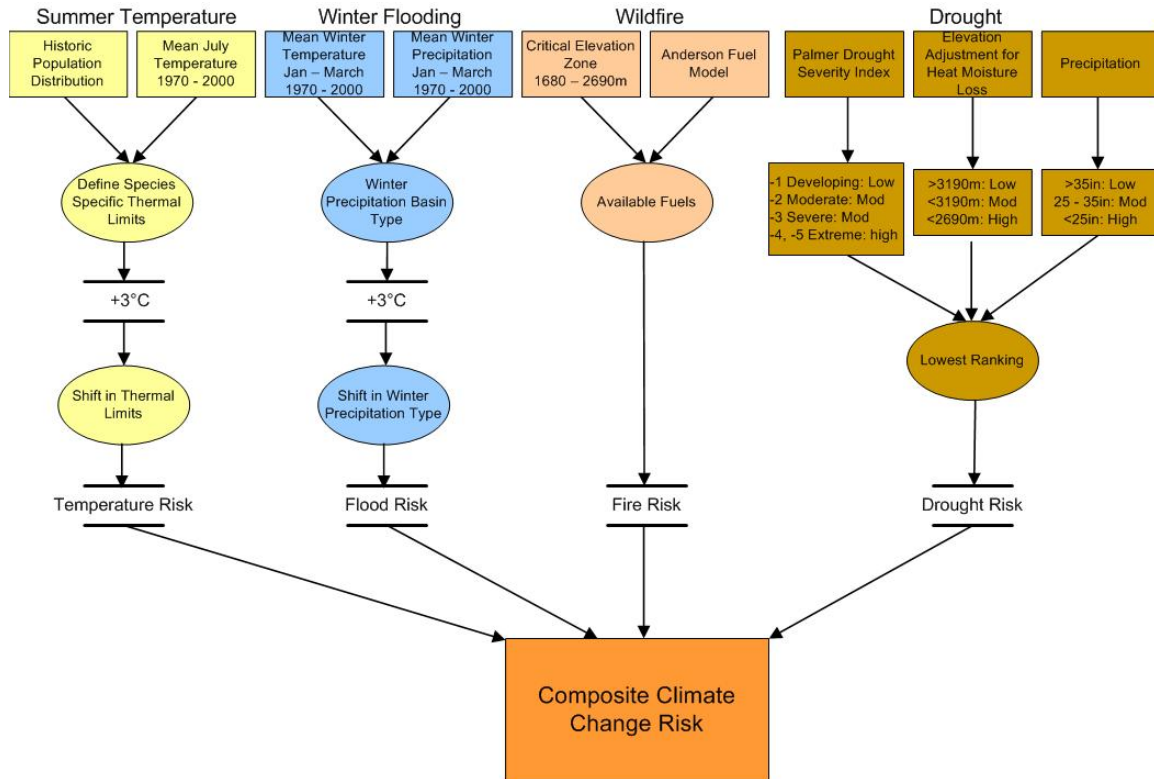 Summer Temperature
Winter Flooding
Wildfire
Drought
Historic
Population
Distribution
Mean July
Temperature
1970 - 2000
Mean Winter
Temperature
Jan – March
1970 - 2000
Mean Winter
Precipitation
Jan – March
1970 - 2000
Critical Elevation
Zone
1680 – 2690m
Anderson Fuel
Model
Palmer Drought
Severity Index
Elevation
Adjustment for
Heat Moisture
Loss
Precipitation
Define Species
Specific Thermal
Limits
Winter
Precipitation Basin
Type
Available Fuels
-1 Developing: Low
-2 Moderate: Mod
-3 Severe: Mod
-4, -5 Extreme: high
>3190m: Low
<3190m: Mod
<2690m: High
>35in: Low
25 - 35in: Mod
<25in: High
+3°C
+3°C
Lowest Ranking
Shift in Thermal
Limits
Shift in Winter
Precipitation Type
Temperature Risk
Flood Risk
Fire Risk
Drought Risk
Composite Climate
Change Risk